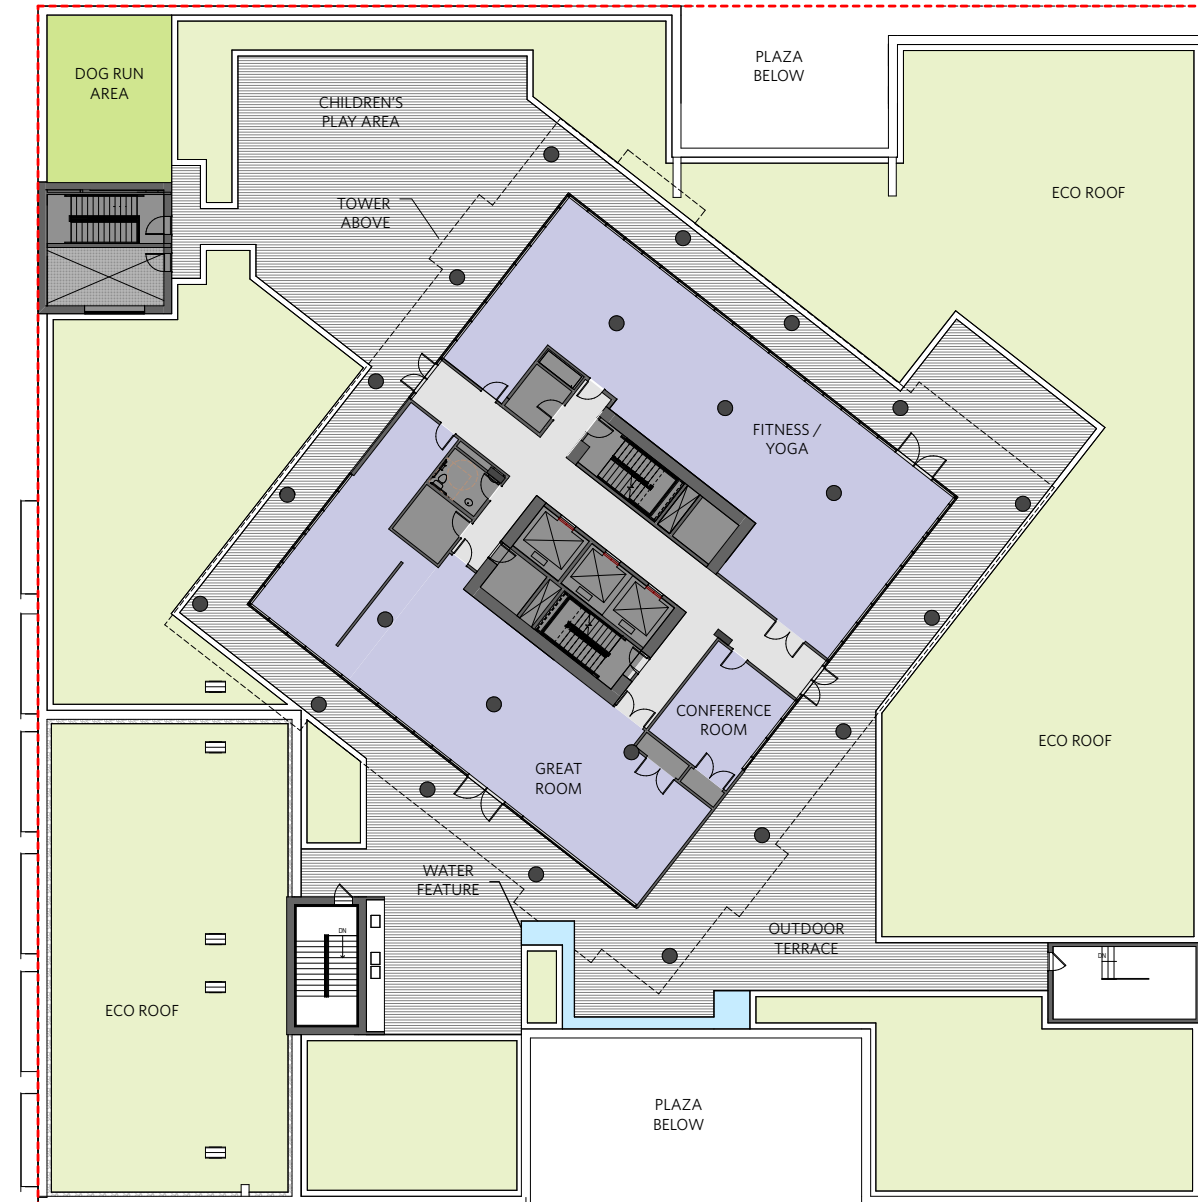 PLAZA
BELOW
DOG RUN
AREA
CHILDREN'S
PLAY AREA
ECO ROOF
TOWER
ABOVE
FITNESS /
YOGA
CONFERENCE
ROOM
ECO ROOF
GREAT
ROOM
WATER
FEATURE
OUTDOOR
TERRACE
DN
DN
ECO ROOF
PLAZA
BELOW